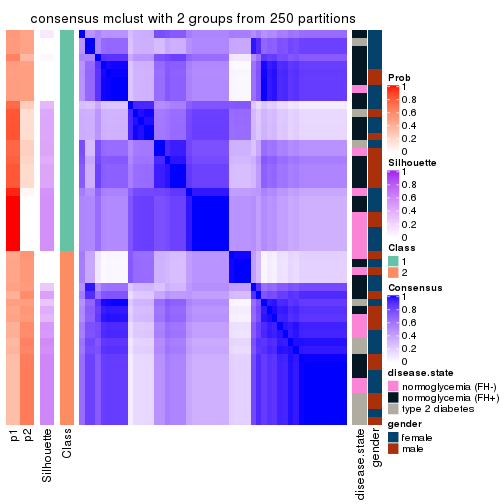 consensus mclust with 2 groups from 250 partitions
Prob
1
0.8
0.6
0.4
0.2
0
Silhouette
1
0.8
0.6
0.4
0.2
0
Class
1
2
Consensus
1
0.8
0.6
0.4
0.2
0
disease.state
normoglycemia (FH-)
normoglycemia (FH+)
type 2 diabetes
gender
female
male
p1
p2
Silhouette
Class
disease.state
gender